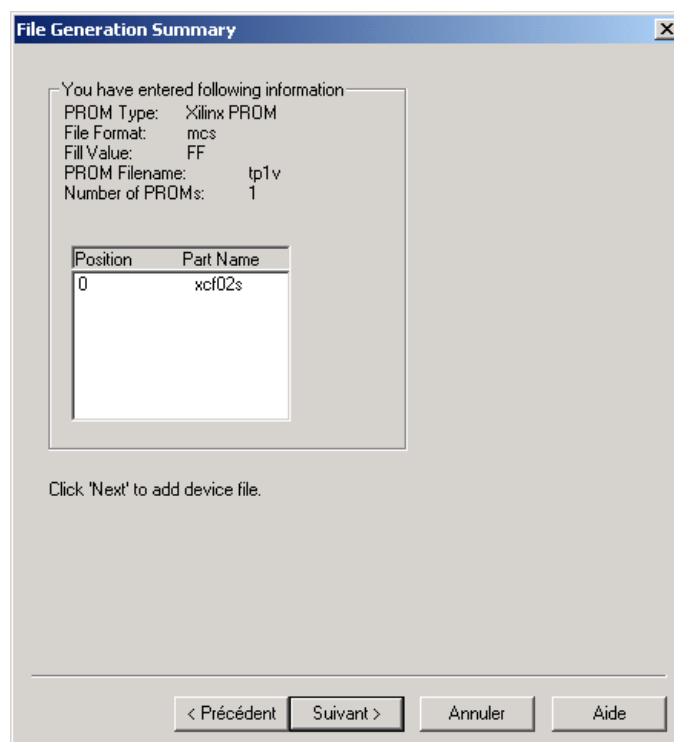 File Generation Summary
You have entered following information
PROM Type: Xilinx PROM
File Format: mcs
Fill Value: FF
PROM Filename: tp1v
Number of PROMs: 1
Position Part Name
0 xcf02s
Click 'Next' to add device file.
< Précédent Suivant > Annuler Aide